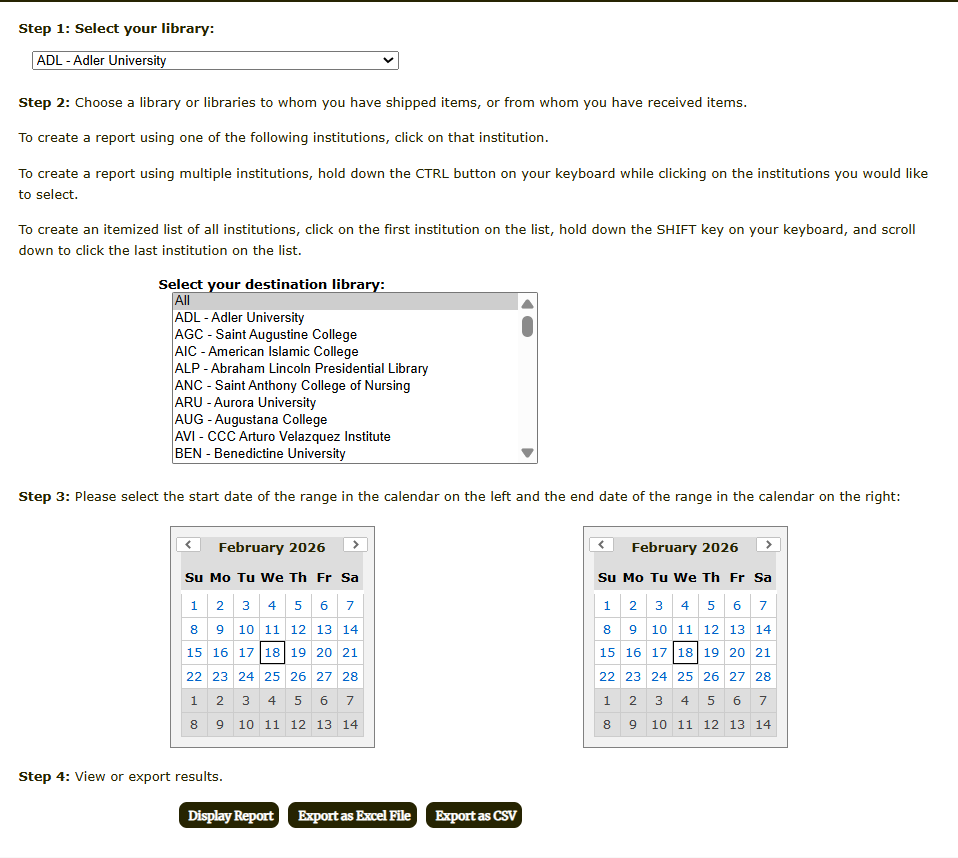 Step 1: Select your library:
ADL - Adler University
Step 2: Choose a library or libraries to whom you have shipped items, or from whom you have received items.
To create a report using one of the following institutions, click on that institution.
To create a report using multiple institutions, hold down the CTRL button on your keyboard while clicking on the institutions you would like
to select.
To create an itemized list of all institutions, click on the first institution on the list, hold down the SHIFT key on your keyboard, and scroll
down to click the last institution on the list.
Select your destination library:
All
ADL - Adler University
AGC - Saint Augustine College
AIC - American Islamic College
ALP - Abraham Lincoln Presidential Library
ANC - Saint Anthony College of Nursing
ARU - Aurora University
AUG - Augustana College
AVI - CCC Arturo Velazquez Institute
BEN - Benedictine University
Step 3: Please select the start date of the range in the calendar on the left and the end date of the range in the calendar on the right:
February 2026
Su Mo Tu We Th Fr Sa
1 2 3 4 5 6 7
8 9 10 11 12 13 14
15 16 17 18 19 20 21
22 23 24 25 26 27 28
1 2 3 4 5 6 7
8 9 10 11 12 13 14
February 2026
Su Mo Tu We Th Fr Sa
1 2 3 4 5 6 7
8 9 10 11 12 13 14
15 16 17 18 19 20 21
22 23 24 25 26 27 28
1 2 3 4 5 6 7
8 9 10 11 12 13 14
Step 4: View or export results.
Display Report Export as Excel File Export as CSV